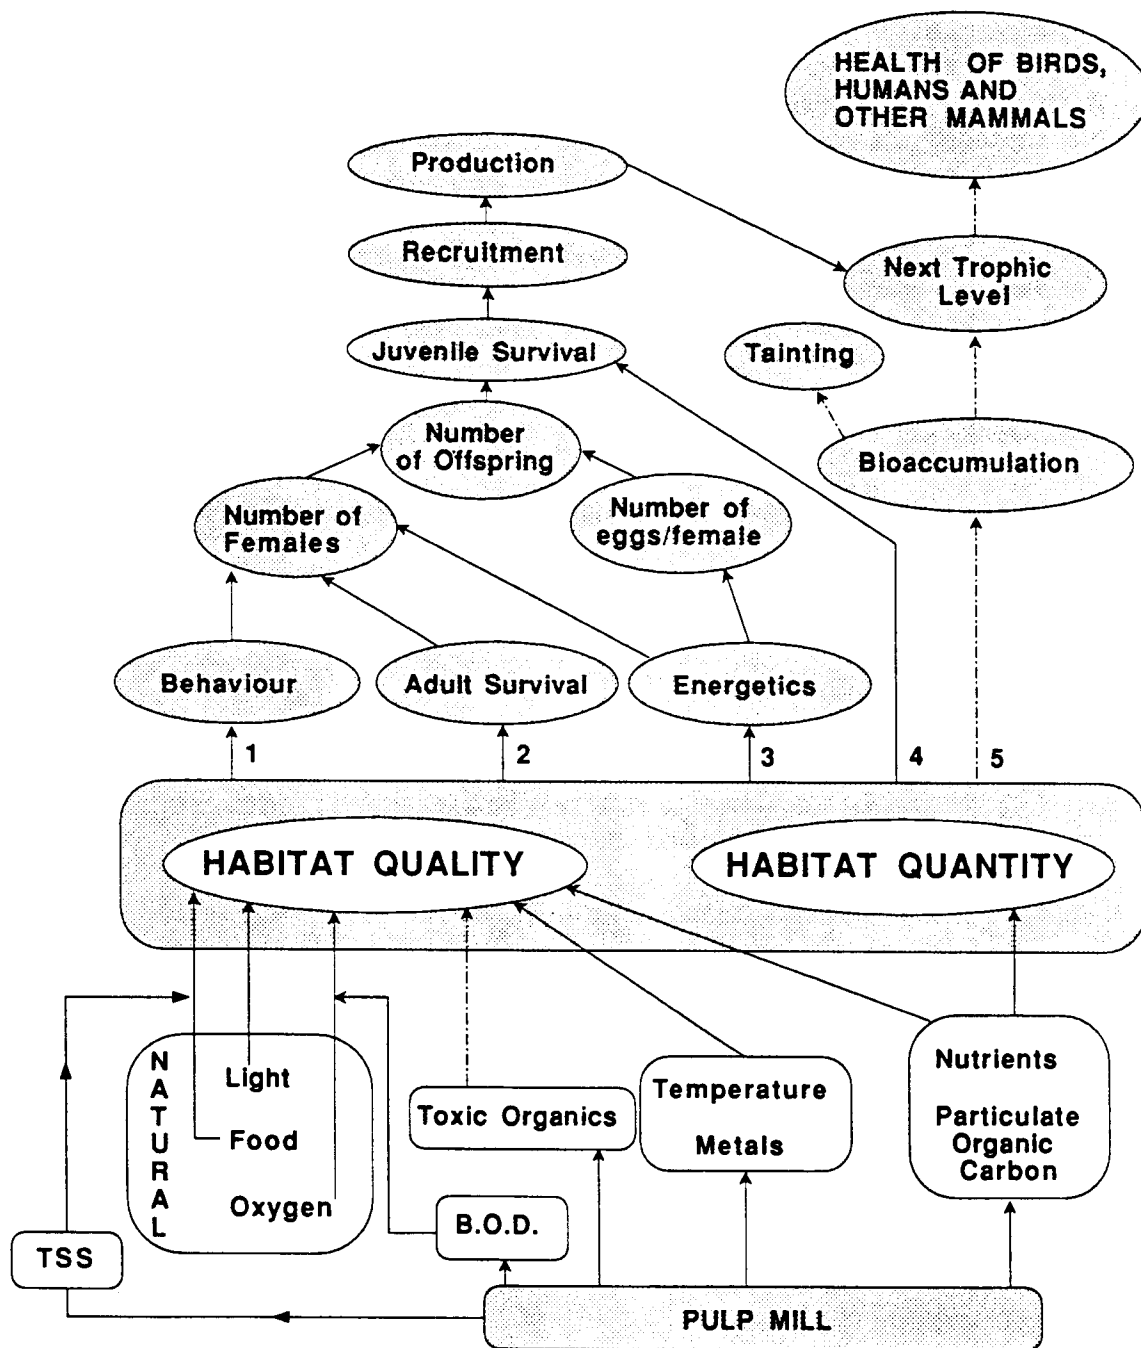 HEALTH OF BIRDS,
HUMANS AND
OTHER MAMMALS
Production
Recruitment
Next Trophic
Level
Juvenile Survival
Tainting
Number
of Offspring
Bioaccumulation
Number of
Females
Number of
eggs/female
Behaviour
Adult Survival
Energetics
1
2
3
4
5
HABITAT QUALITY
HABITAT QUANTITY
NATURAL
Light
Food
Oxygen
Toxic Organics
Temperature
Metals
Nutrients
Particulate
Organic
Carbon
TSS
B.O.D.
PULP MILL